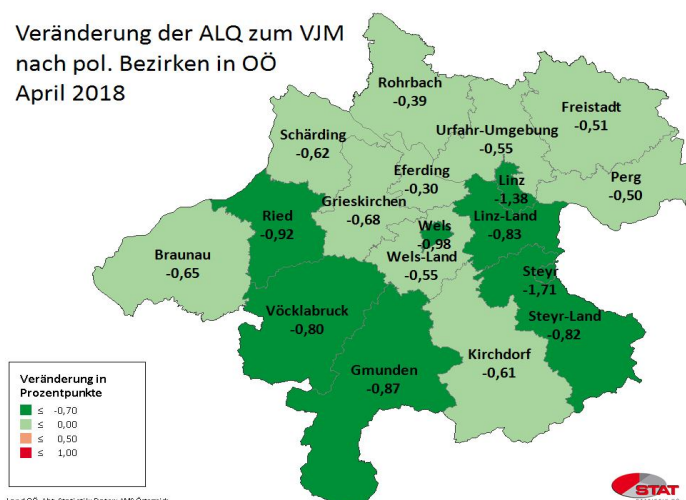 Veränderung der ALQ zum VJM
nach pol. Bezirken in OÖ
April 2018
Rohrbach
-0,39
Freistadt
-0,51
Urfahr-Umgebung
-0,55
Schärding
-0,62
Eferding
-0,30
Linz
-1,38
Perg
-0,50
Grieskirchen
-0,68
Ried
-0,92
Wels
-0,98
Linz-Land
-0,83
Braunau
-0,65
Wels-Land
-0,55
Steyr
-1,71
Vöcklabruck
-0,80
Steyr-Land
-0,82
Gmunden
-0,87
Kirchdorf
-0,61
Veränderung in
Prozentpunkte
≤ -0,70
≤ 0,00
≤ 0,50
≤ 1,00
STAT